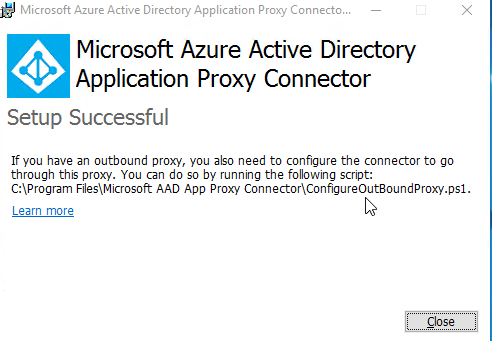 Microsoft Azure Active Directory Application Proxy Connecto...
Microsoft Azure Active Directory
Application Proxy Connector
Setup Successful
If you have an outbound proxy, you also need to configure the connector to go
through this proxy. You can do so by running the following script:
C:\Program Files\Microsoft AAD App Proxy Connector\ConfigureOutBoundProxy.ps1.
Learn more
Close